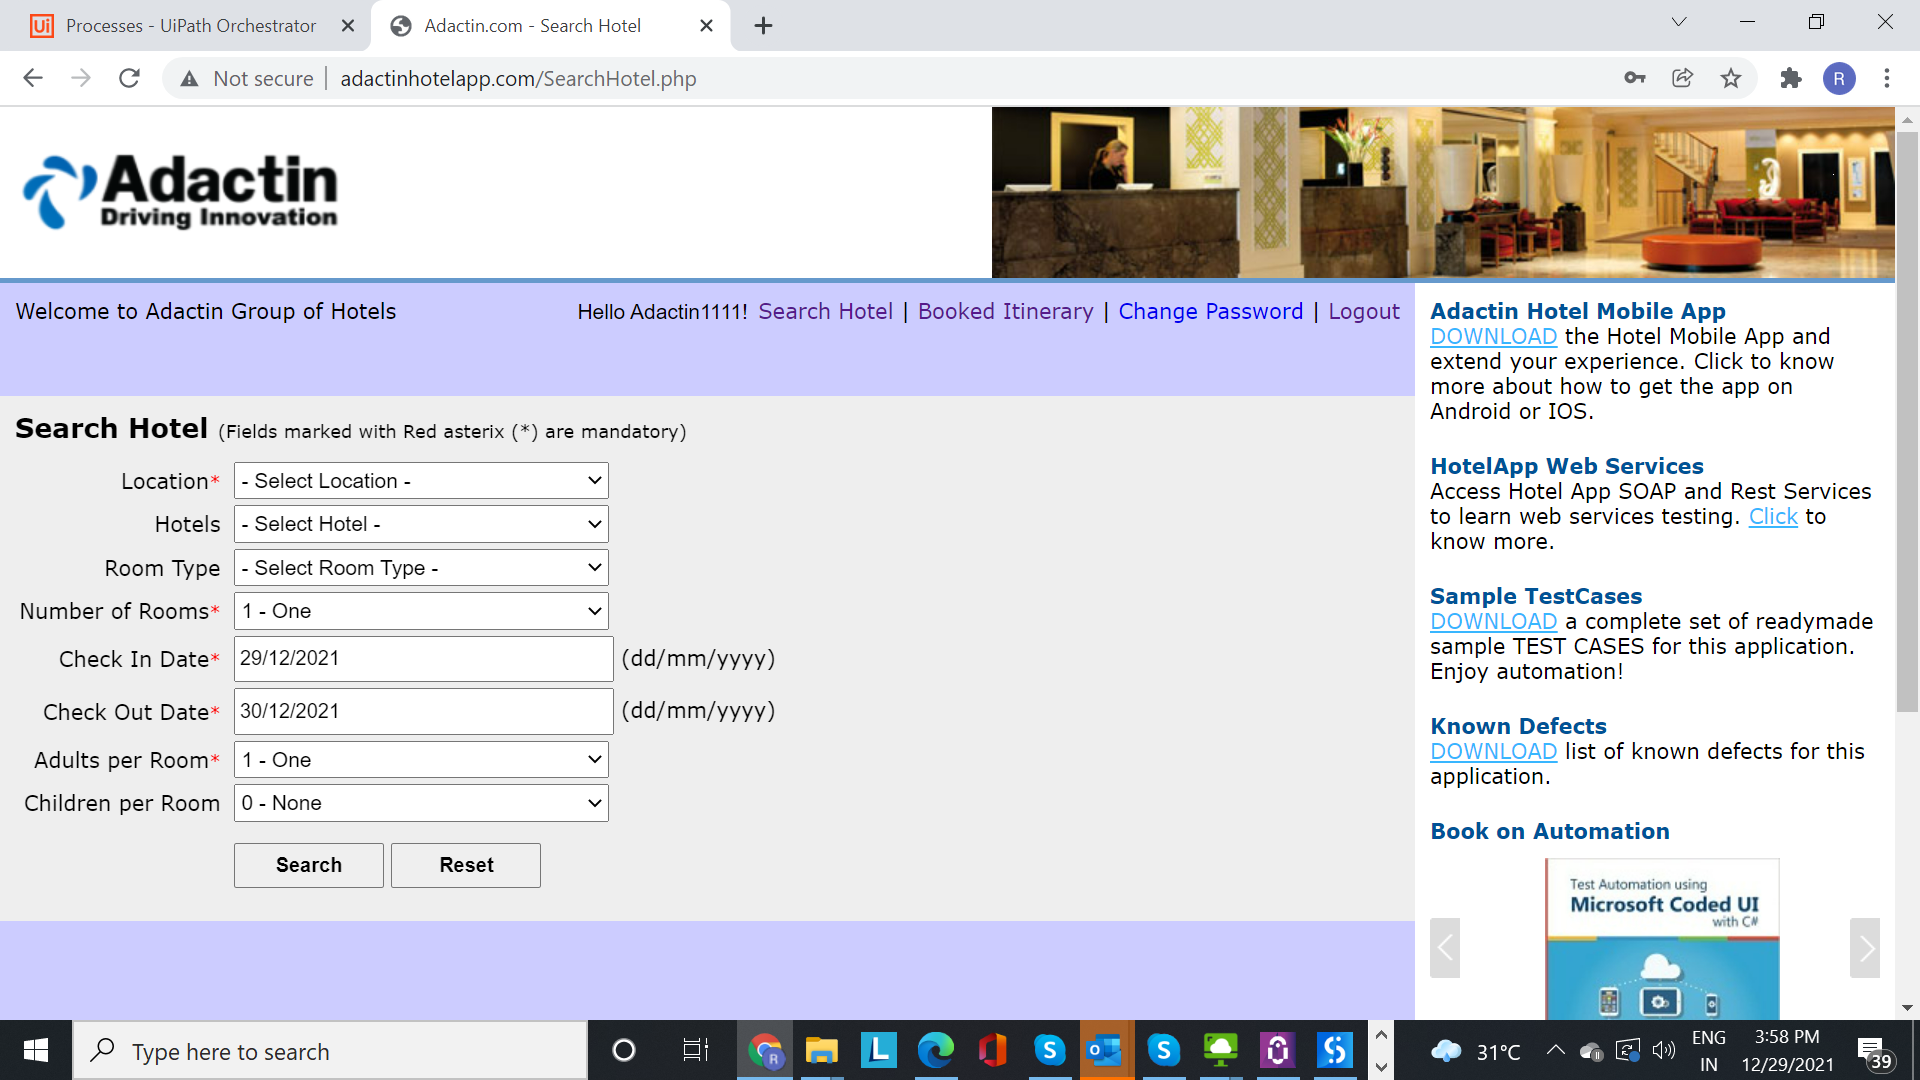 Processes - UiPath Orchestrator
Adactin.com - Search Hotel
Not secure
adactinhotelapp.com/SearchHotel.php
R
Adactin
Driving Innovation
Welcome to Adactin Group of Hotels
Hello Adactin1111! Search Hotel | Booked Itinerary | Change Password | Logout
Search Hotel (Fields marked with Red asterix (*) are mandatory)
Location* - Select Location -
Hotels - Select Hotel -
Room Type - Select Room Type -
Number of Rooms* 1 - One
Check In Date* 29/12/2021 (dd/mm/yyyy)
Check Out Date* 30/12/2021 (dd/mm/yyyy)
Adults per Room* 1 - One
Children per Room 0 - None
Search Reset
Adactin Hotel Mobile App
DOWNLOAD the Hotel Mobile App and
extend your experience. Click to know
more about how to get the app on
Android or IOS.
HotelApp Web Services
Access Hotel App SOAP and Rest Services
to learn web services testing. Click to
know more.
Sample TestCases
DOWNLOAD a complete set of readymade
sample TEST CASES for this application.
Enjoy automation!
Known Defects
DOWNLOAD list of known defects for this
application.
Book on Automation
Test Automation using
Microsoft Coded UI
with C#
Type here to search
31°C
ENG
IN
3:58 PM
12/29/2021
39